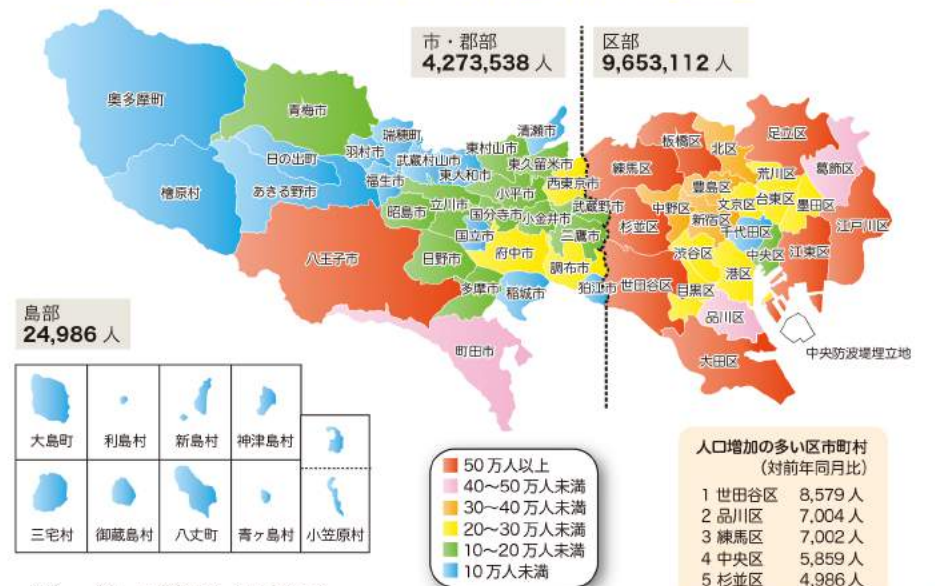 市・郡部
4,273,538 人
区部
9,653,112 人
奥多摩町
青梅市
瑞穂町
清瀬市
羽村市
東村山市
日の出町
武蔵村山市
東久留米市
福生市
東大和市
西東京市
檜原村
あきる野市
立川市
小平市
武蔵野市
昭島市
国分寺市
小金井市
国立市
三鷹市
八王子市
日野市
府中市
調布市
多摩市
稲城市
狛江市
町田市
板橋区
北区
足立区
練馬区
荒川区
葛飾区
豊島区
中野区
文京区
台東区
墨田区
杉並区
新宿区
千代田区
江戸川区
渋谷区
中央区
江東区
世田谷区
目黒区
港区
品川区
大田区
中央防波堤埋立地
島部
24,986 人
大島町
利島村
新島村
神津島村
三宅村
御蔵島村
八丈町
青ヶ島村
小笠原村
50 万人以上
40〜50 万人未満
30〜40 万人未満
20〜30 万人未満
10〜20 万人未満
10 万人未満
人口増加の多い区市町村
(対前年同月比)
1 世田谷区 8,579 人
2 品川区 7,004 人
3 練馬区 7,002 人
4 中央区 5,859 人
5 杉並区 4,986 人